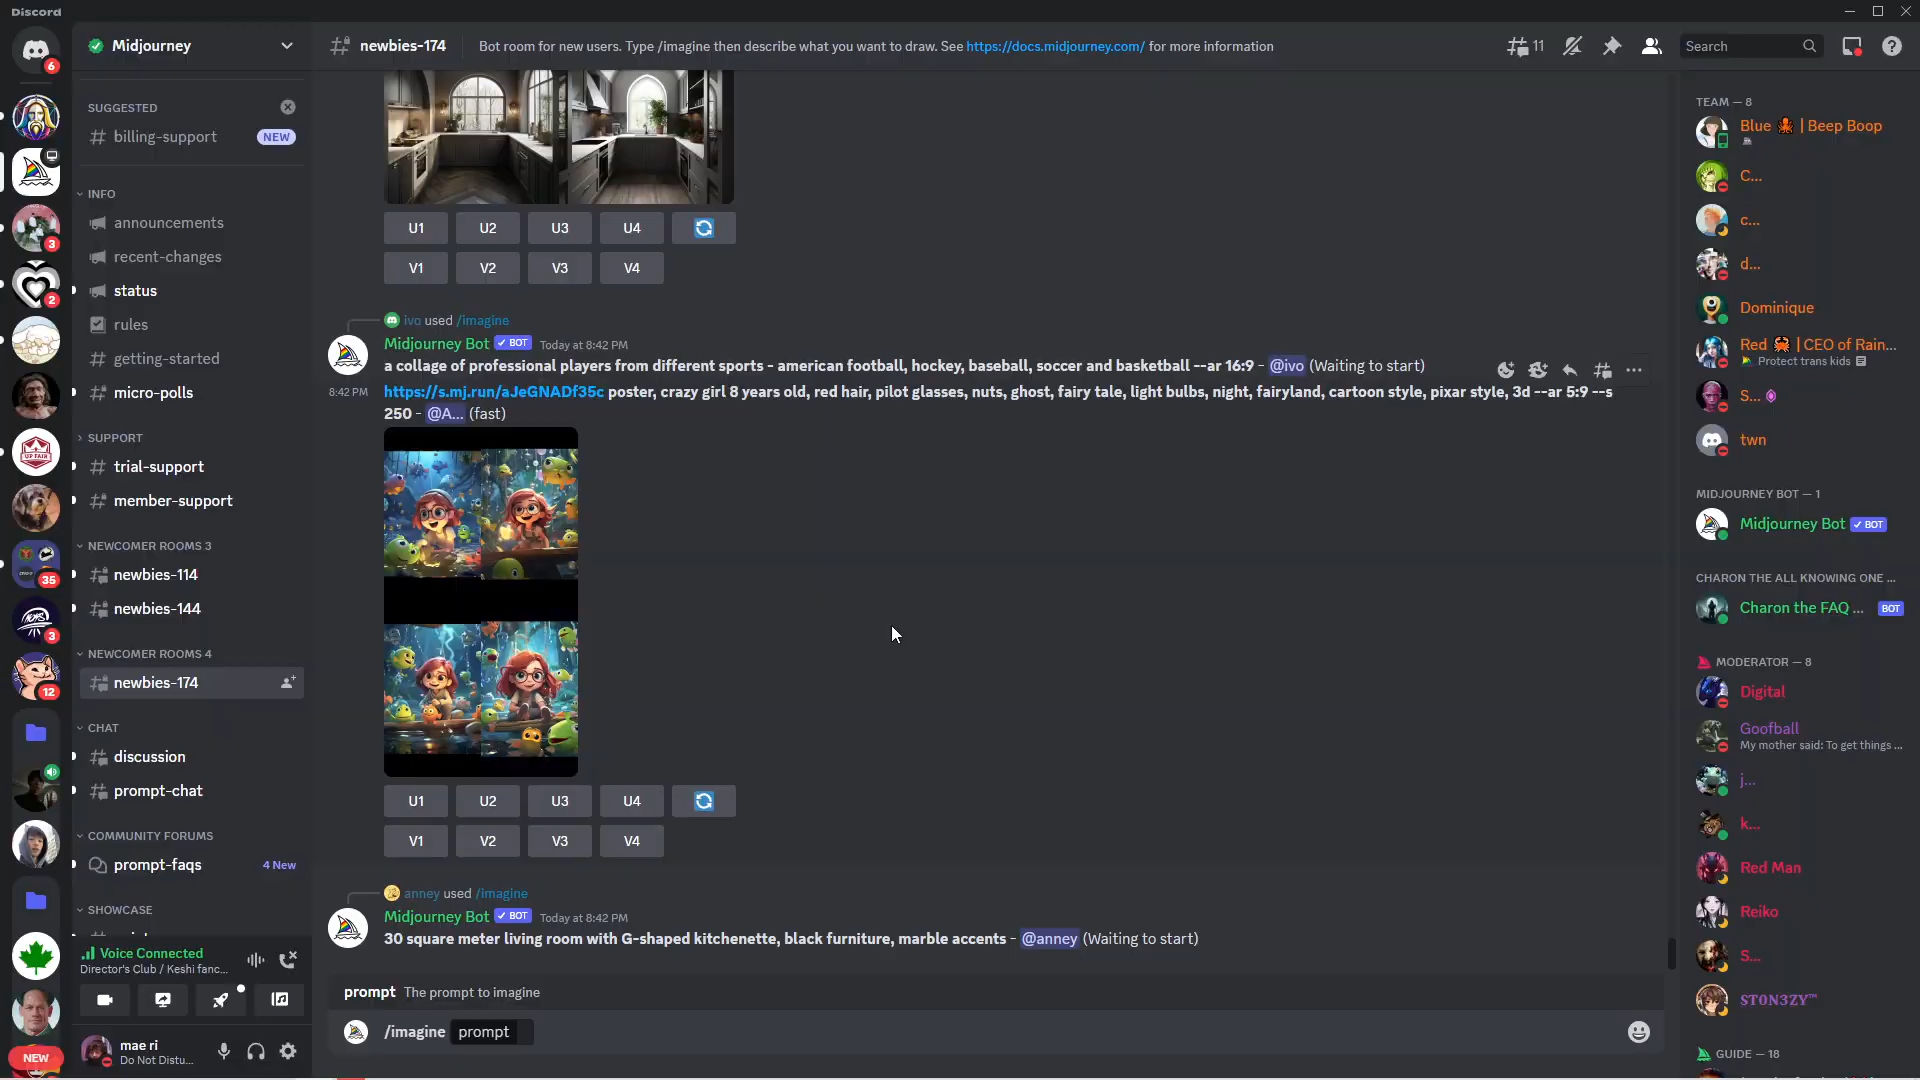 Discord
Midjourney
newbies-174
Bot room for new users. Type /imagine then describe what you want to draw. See https://docs.midjourney.com/ for more information
11
Search
6
3
2
35
3
12
NEW
SUGGESTED
billing-support
NEW
INFO
announcements
recent-changes
status
rules
getting-started
micro-polls
SUPPORT
trial-support
member-support
NEWCOMER ROOMS 3
newbies-114
newbies-144
NEWCOMER ROOMS 4
newbies-174
CHAT
discussion
prompt-chat
COMMUNITY FORUMS
prompt-faqs
4 New
SHOWCASE
Voice Connected
Director's Club / Keshi fanc...
mae ri
Do Not Distu...
U1 U2 U3 U4
V1 V2 V3 V4
ivo used /imagine
Midjourney Bot ✓ BOT Today at 8:42 PM
a collage of professional players from different sports - american football, hockey, baseball, soccer and basketball --ar 16:9 - @ivo (Waiting to start)
8:42 PM
https://s.mj.run/aJeGNADf35c poster, crazy girl 8 years old, red hair, pilot glasses, nuts, ghost, fairy tale, light bulbs, night, fairyland, cartoon style, pixar style, 3d --ar 5:9 --s
250 - @A... (fast)
U1 U2 U3 U4
V1 V2 V3 V4
anney used /imagine
Midjourney Bot ✓ BOT Today at 8:42 PM
30 square meter living room with G-shaped kitchenette, black furniture, marble accents - @anney (Waiting to start)
prompt The prompt to imagine
/imagine prompt
TEAM — 8
Blue | Beep Boop
C...
c...
d...
Dominique
Red | CEO of Rain...
Protect trans kids
S...
twn
MIDJOURNEY BOT — 1
Midjourney Bot ✓ BOT
CHARON THE ALL KNOWING ONE ...
Charon the FAQ ... BOT
MODERATOR — 8
Digital
Goofball
My mother said: To get things ...
j...
k...
Red Man
Reiko
S...
ST0N3ZY™
GUIDE — 18